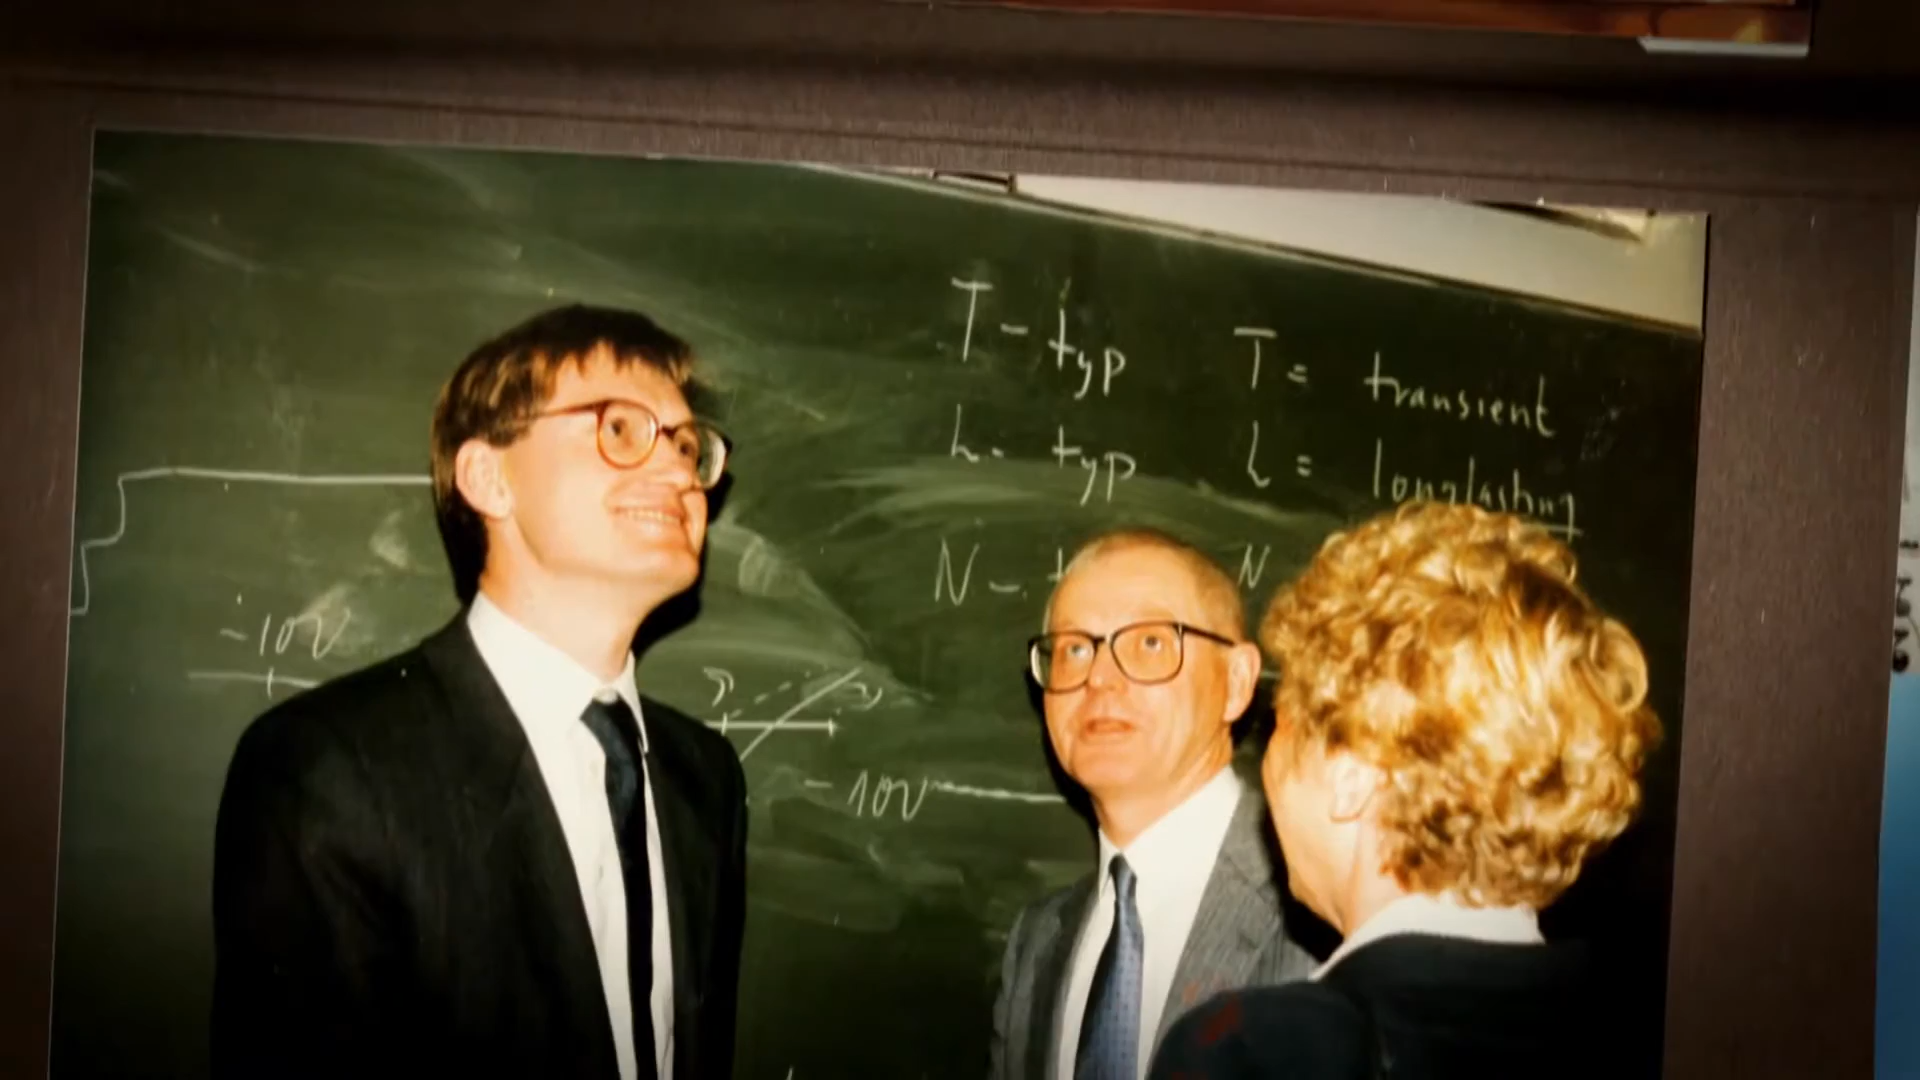 T - typ T = transient
L - typ L = longlasting
N - N
-10V
-10V